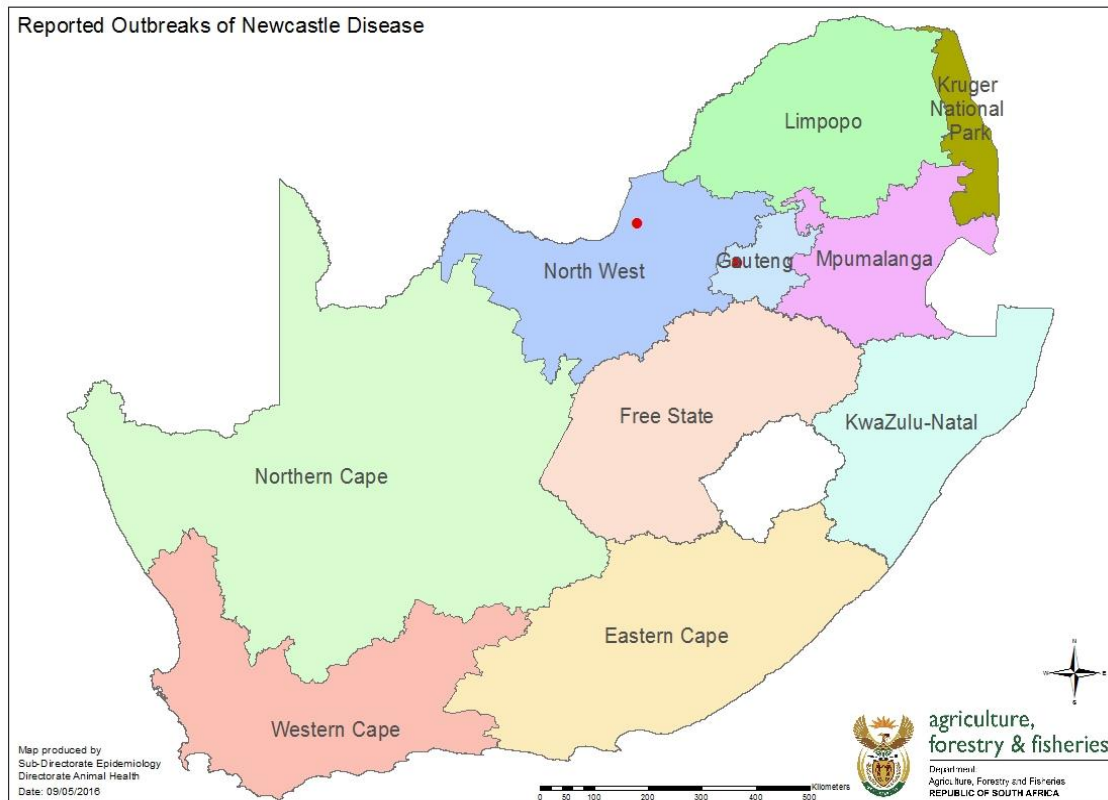 Reported Outbreaks of Newcastle Disease
Limpopo
Kruger
National
Park
North West
Gauteng
Mpumalanga
Free State
KwaZulu-Natal
Northern Cape
Eastern Cape
Western Cape
N
W E
S
Map produced by
Sub-Directorate Epidemiology
Directorate Animal Health
Date: 09/05/2016
Kilometers
0 50 100 200 300 400 500
agriculture,
forestry & fisheries
Department:
Agriculture, Forestry and Fisheries
REPUBLIC OF SOUTH AFRICA